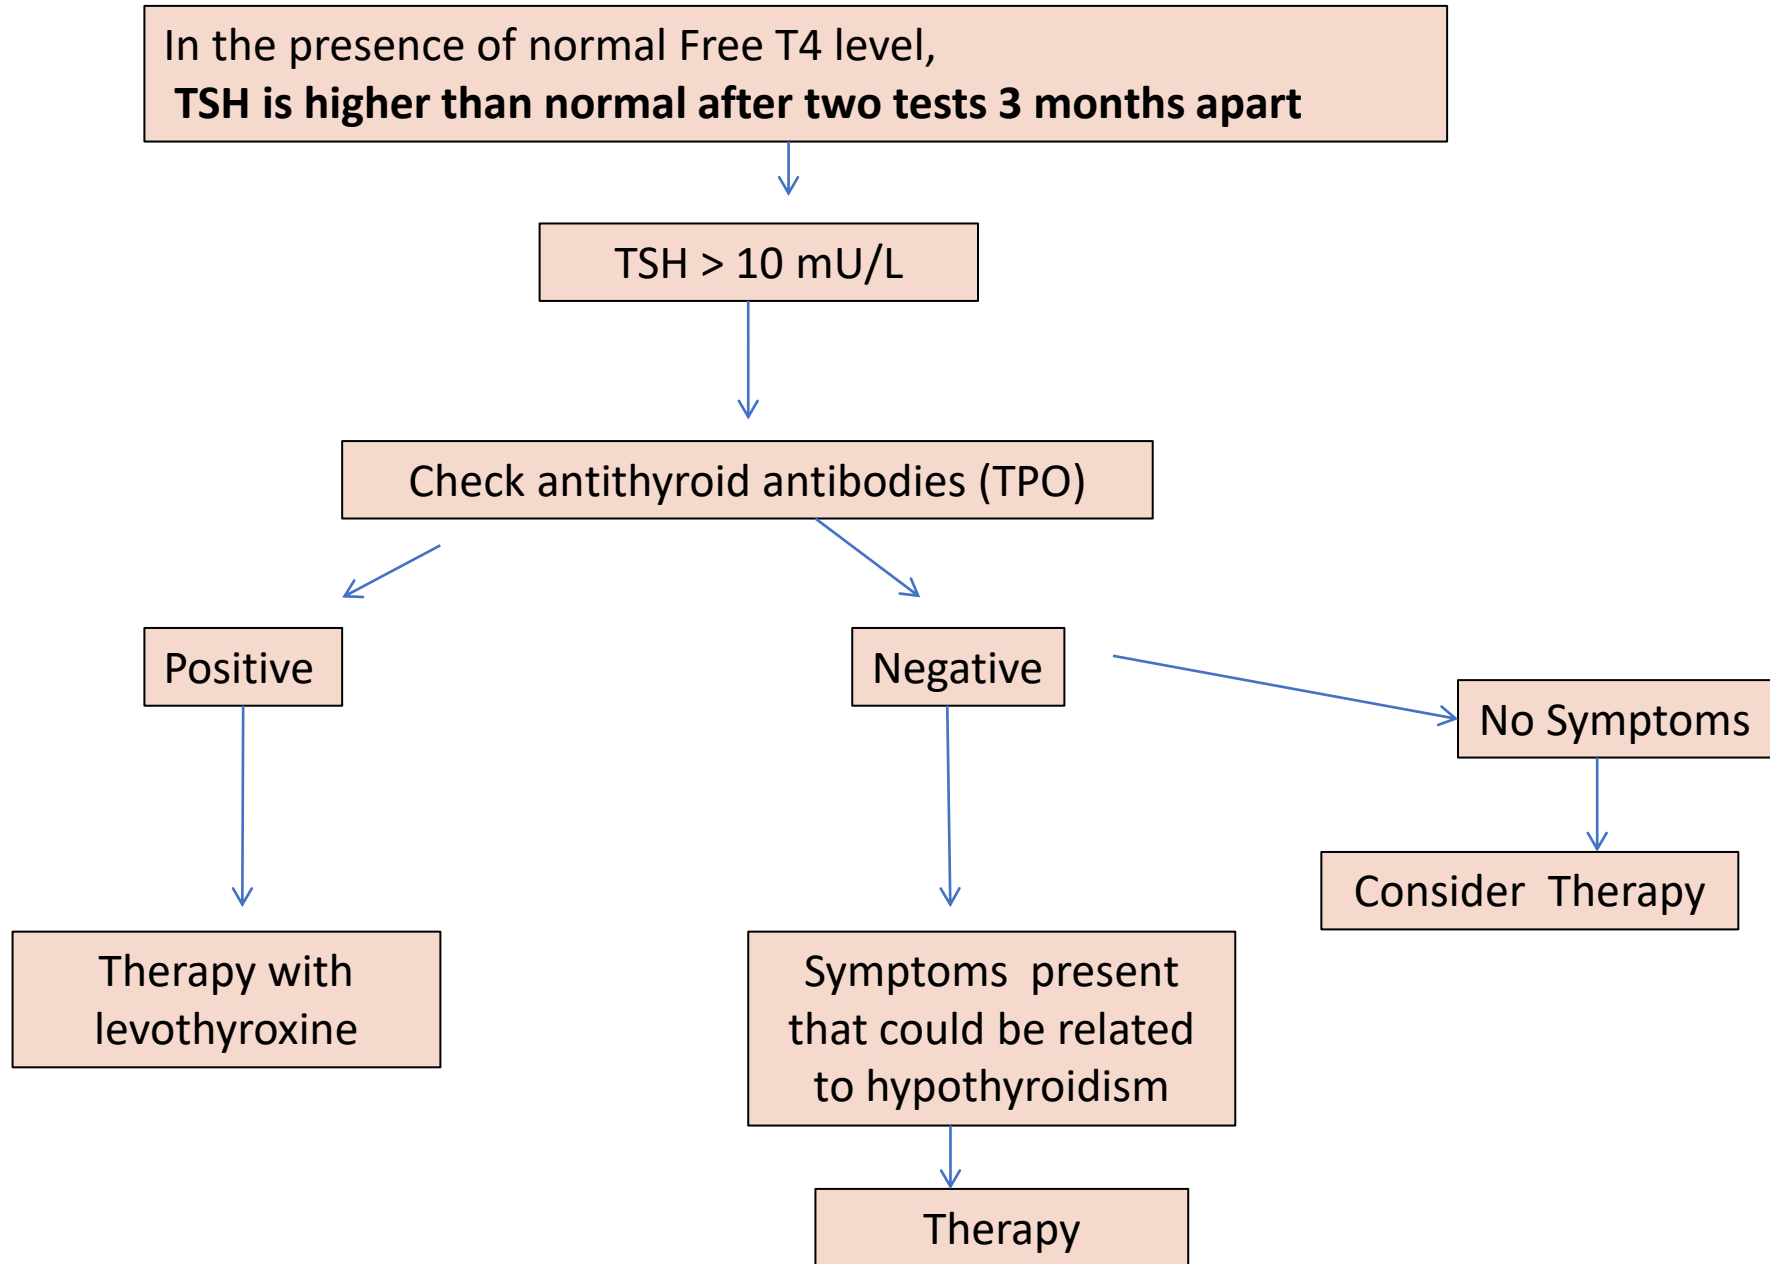 In the presence of normal Free T4 level,
TSH is higher than normal after two tests 3 months apart
TSH > 10 mU/L
Check antithyroid antibodies (TPO)
Positive
Negative
No Symptoms
Consider Therapy
Therapy with
levothyroxine
Symptoms present
that could be related
to hypothyroidism
Therapy